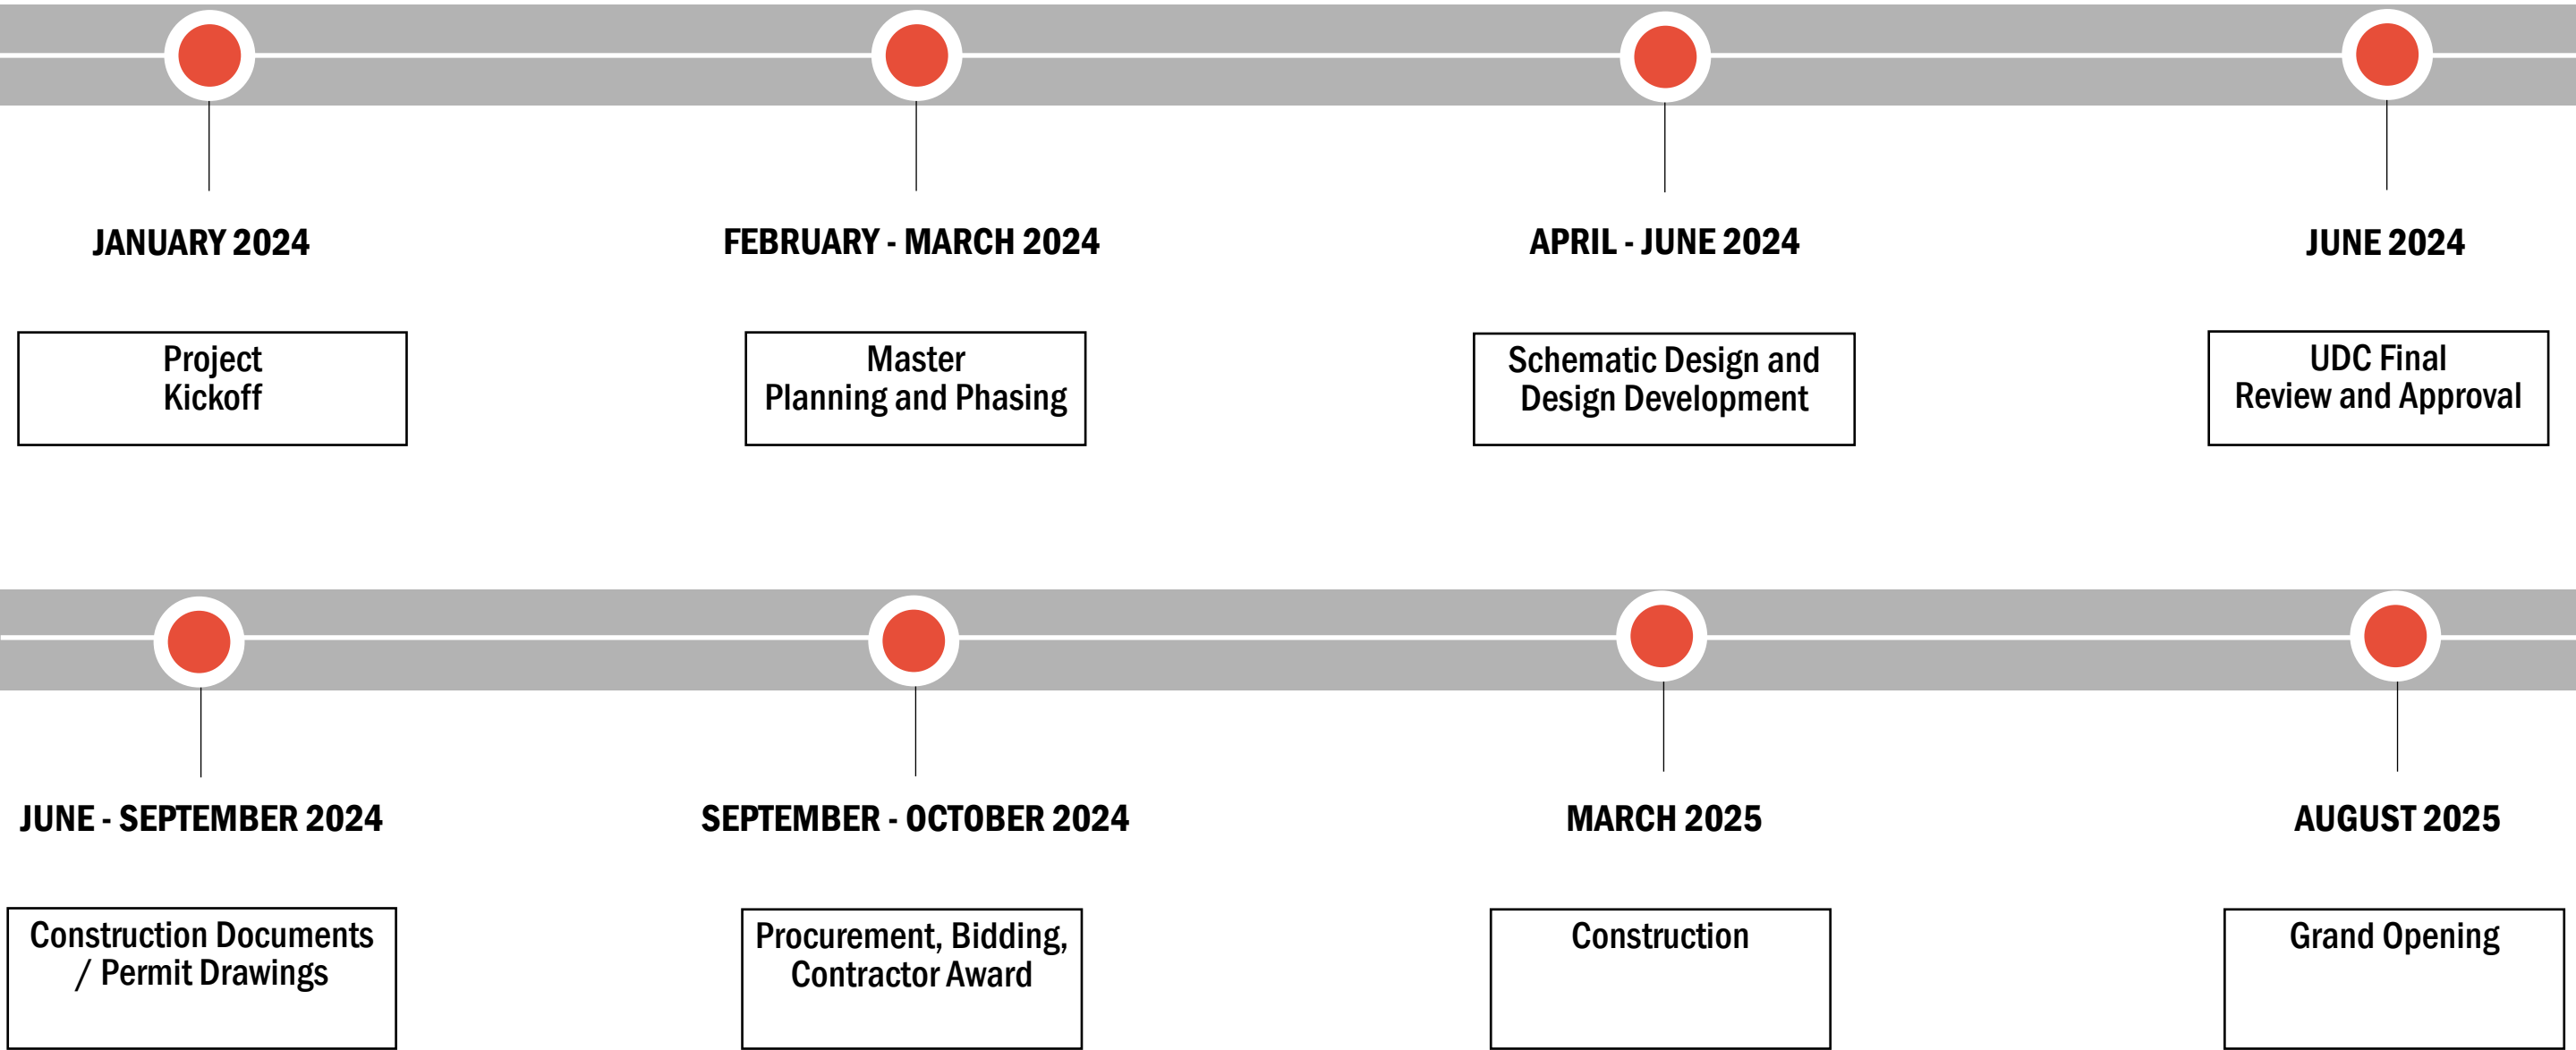 JANUARY 2024
FEBRUARY - MARCH 2024
APRIL - JUNE 2024
JUNE 2024
Project
Kickoff
Master
Planning and Phasing
Schematic Design and
Design Development
UDC Final
Review and Approval
JUNE - SEPTEMBER 2024
SEPTEMBER - OCTOBER 2024
MARCH 2025
AUGUST 2025
Construction Documents
/ Permit Drawings
Procurement, Bidding,
Contractor Award
Construction
Grand Opening